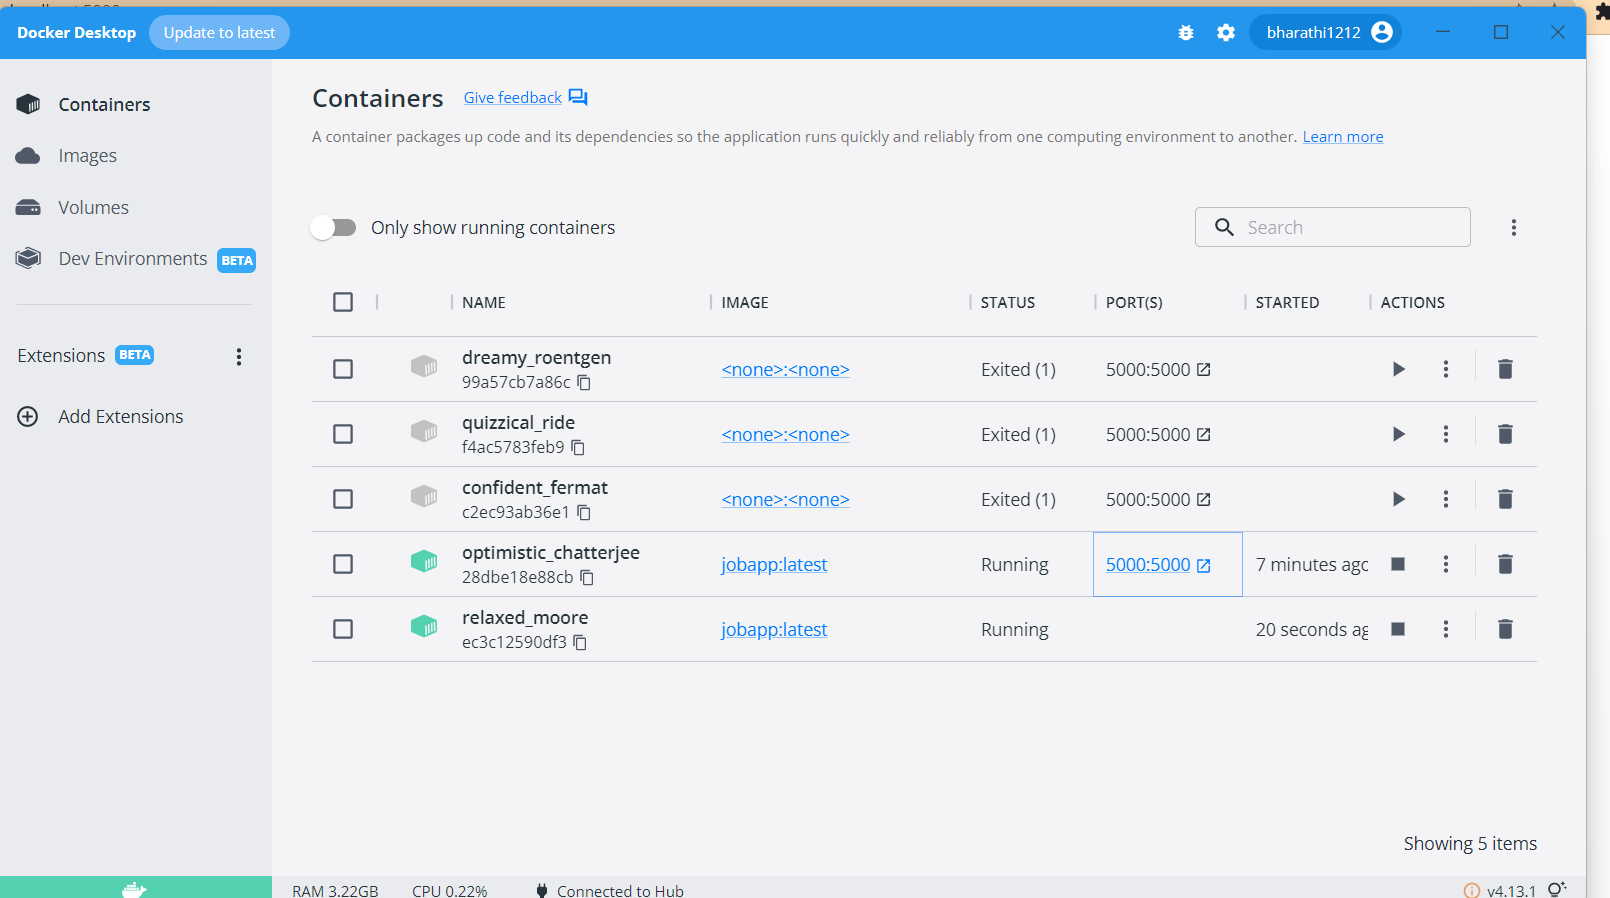 Docker Desktop Update to latest bharathi1212
Containers
Images
Volumes
Dev Environments BETA
Extensions BETA
Add Extensions
Containers Give feedback
A container packages up code and its dependencies so the application runs quickly and reliably from one computing environment to another. Learn more
Only show running containers Search
NAME IMAGE STATUS PORT(S) STARTED ACTIONS
dreamy_roentgen
99a57cb7a86c <none>:<none> Exited (1) 5000:5000
quizzical_ride
f4ac5783feb9 <none>:<none> Exited (1) 5000:5000
confident_fermat
c2ec93ab36e1 <none>:<none> Exited (1) 5000:5000
optimistic_chatterjee
28dbe18e88cb jobapp:latest Running 5000:5000 7 minutes agc
relaxed_moore
ec3c12590df3 jobapp:latest Running 20 seconds ag
Showing 5 items
RAM 3.22GB CPU 0.22% Connected to Hub v4.13.1